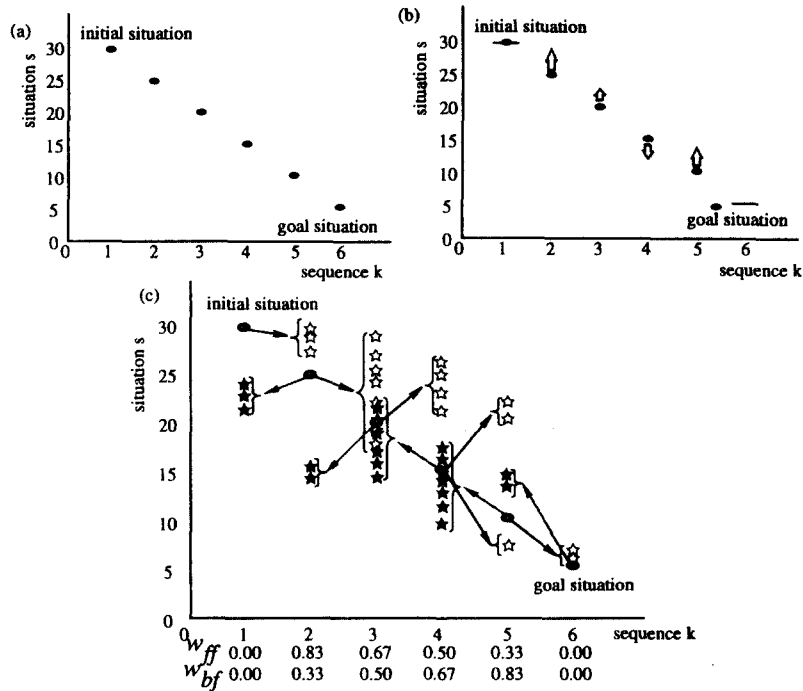 (a)
initial situation
situation s
30
25
20
15
10
5
0
goal situation
0 1 2 3 4 5 6
sequence k
(b)
initial situation
situation s
30
25
20
15
10
5
0
goal situation
0 1 2 3 4 5 6
sequence k
(c)
initial situation
situation s
30
25
20
15
10
5
0
goal situation
0 1 2 3 4 5 6 sequence k
wff 0.00 0.83 0.67 0.50 0.33 0.00
wbf 0.00 0.33 0.50 0.67 0.83 0.00